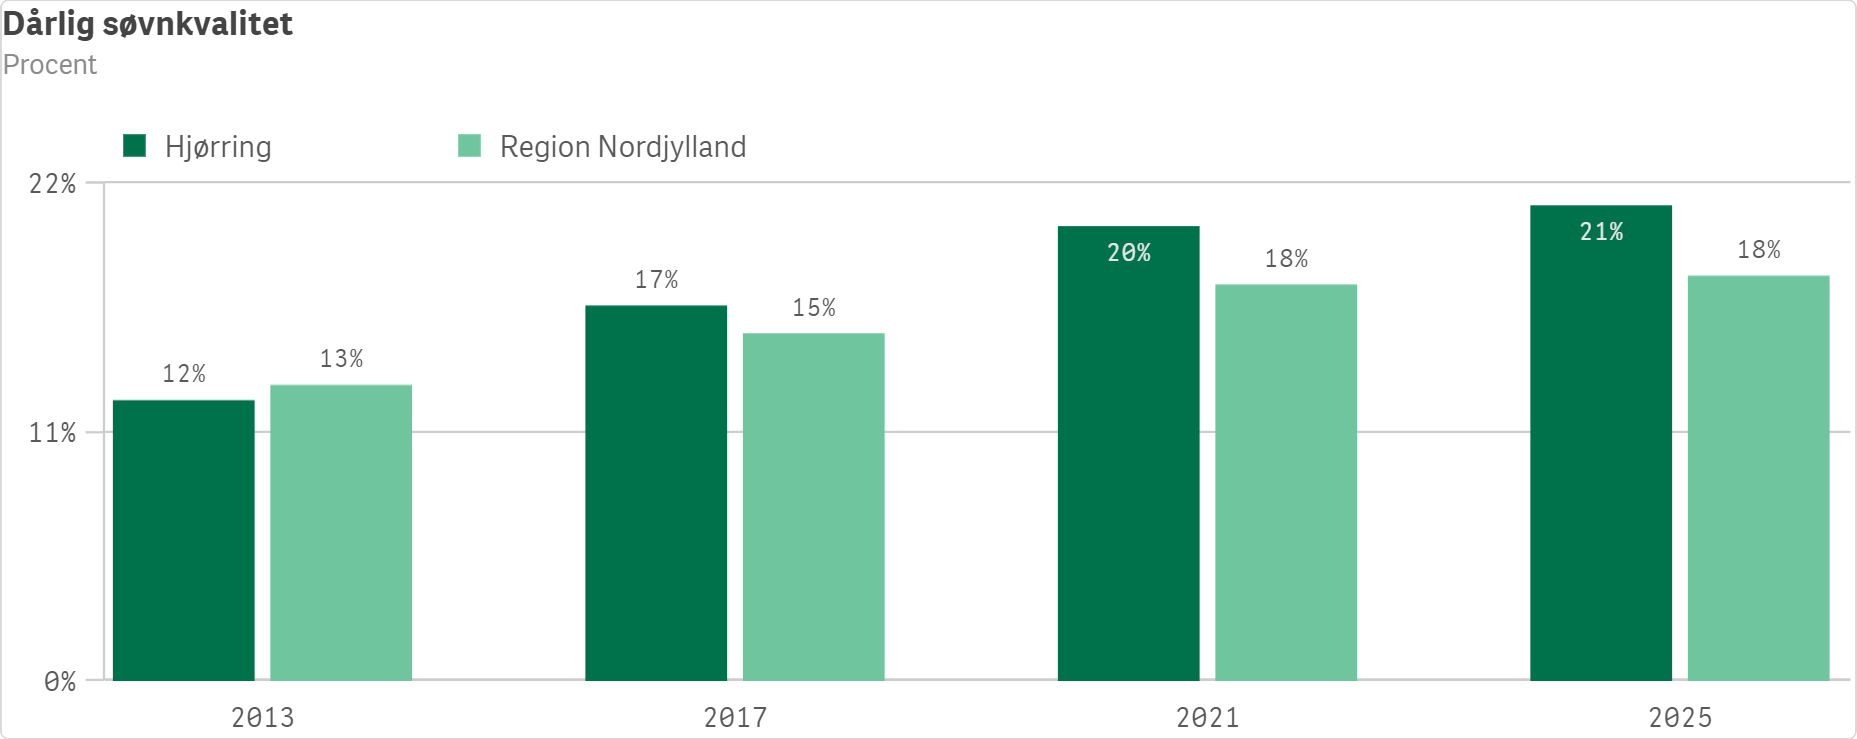 Dårlig søvnkvalitet
Procent
Hjørring Region Nordjylland
22%
11%
0%
12% 13% 17% 15% 20% 18% 21% 18%
2013 2017 2021 2025